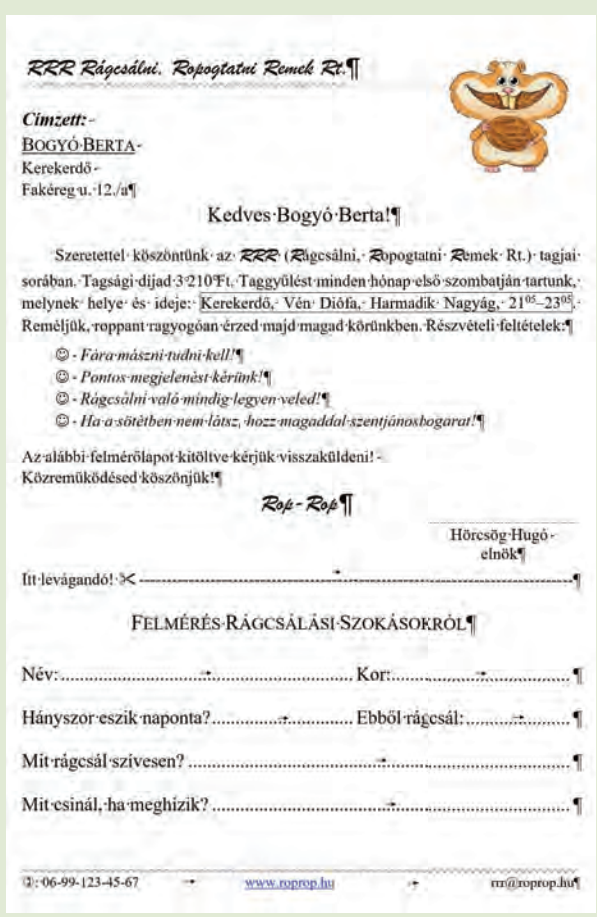 RRR Rágcsálni, Ropogtatni Remek Rt.¶
Címzett:
BOGYÓ·BERTA
Kerekerdő
Fakéreg·u.·12./a¶
Kedves·Bogyó·Berta!¶
Szeretettel·köszöntünk·az·RRR·(Rágcsálni,·Ropogtatni·Remek·Rt.)·tagjai
sorában.·Tagsági·díjad·3°210°Ft.·Taggyűlést·minden·hónap·első·szombatján·tartunk,
melynek·helye·és·ideje:·Kerekerdő,·Vén·Diófa,·Harmadik·Nagyág,·21⁰⁵–23⁰⁵.
Reméljük,·roppant·ragyogóan·érzed·majd·magad·körünkben.·Részvételi·feltételek:¶
☺ Fára·mászni·tudni·kell!¶
☺ Pontos·megjelenést·kérünk!¶
☺ Rágcsálni·való·mindig·legyen·veled!¶
☺ Ha·a·sötétben·nem·látsz,·hozz·magaddal·szentjánosbogarat!¶
Az·alábbi·felmérőlapot·kitöltve·kérjük·visszaküldeni!
Közreműködésed·köszönjük!¶
Rop-Rop¶
Hörcsög·Hugó
elnök¶
Itt·levágandó!·✂ → ¶
FELMÉRÉS·RÁGCSÁLÁSI·SZOKÁSOKRÓL¶
Név: → Kor: → ¶
Hányszor·eszik·naponta? → Ebből·rágcsál: → ¶
Mit·rágcsál·szívesen? → ¶
Mit·csinál,·ha·meghízik? → ¶
✆:·06-99-123-45-67 → www.roprop.hu → rrr@roprop.hu¶